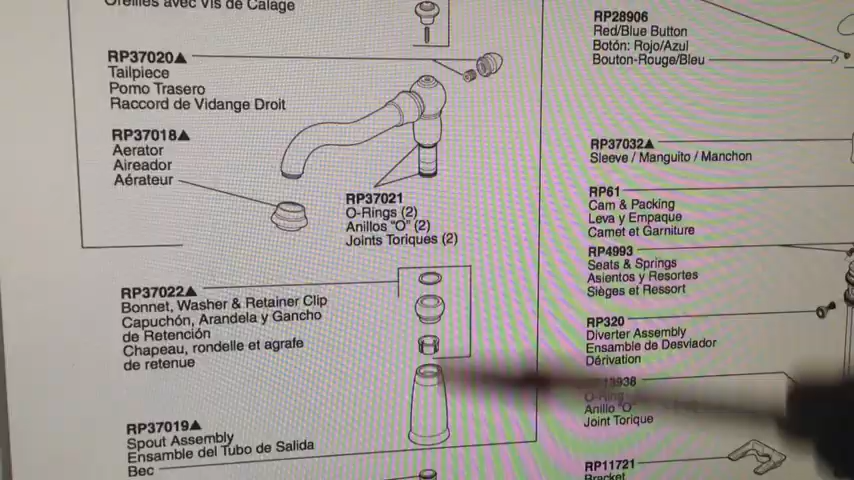 Oreilles avec Vis de Calage
RP37020▲
Tailpiece
Pomo Trasero
Raccord de Vidange Droit
RP37018▲
Aerator
Aireador
Aérateur
RP37021
O-Rings (2)
Anillos "O" (2)
Joints Toriques (2)
RP37022▲
Bonnet, Washer & Retainer Clip
Capuchón, Arandela y Gancho
de Retención
Chapeau, rondelle et agrafe
de retenue
RP37019▲
Spout Assembly
Ensamble del Tubo de Salida
Bec
RP28906
Red/Blue Button
Botón: Rojo/Azul
Bouton-Rouge/Bleu
RP37032▲
Sleeve / Manguito / Manchon
RP61
Cam & Packing
Leva y Empaque
Camet et Garniture
RP4993
Seats & Springs
Asientos y Resortes
Sièges et Ressort
RP320
Diverter Assembly
Ensamble de Desviador
Dérivation
O-Ring
Anillo "O"
Joint Torique
RP11721
Bracket